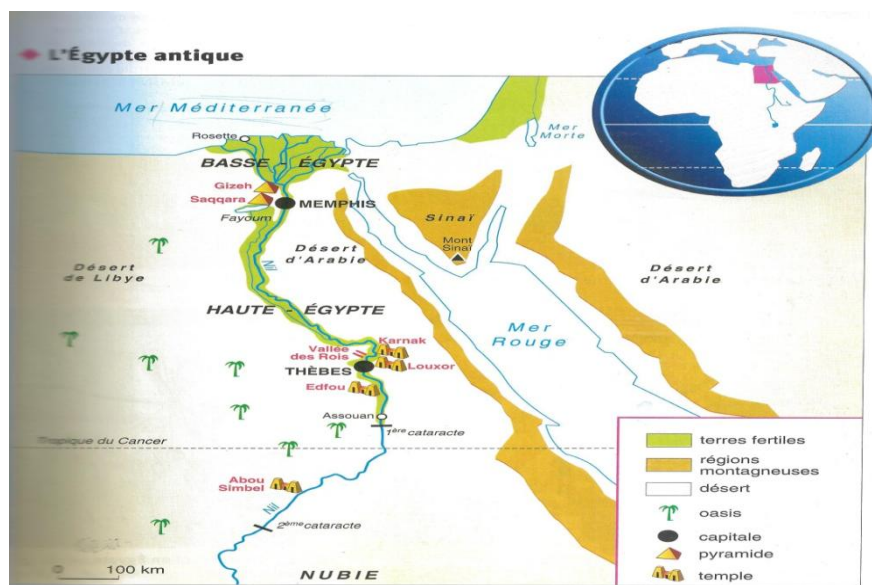 L'Égypte antique
Mer Méditerranée
Rosette
Mer
Morte
BASSE - ÉGYPTE
Gizeh
Saqqara
MEMPHIS
Fayoum
Sinaï
Mont
Sinaï
Désert
d'Arabie
Désert
de Libye
Nil
Désert
d'Arabie
HAUTE - ÉGYPTE
Mer
Rouge
Karnak
Vallée
des Rois
Louxor
THÈBES
Edfou
Assouan
1ère cataracte
Tropique du Cancer
Abou
Simbel
Nil
2ème cataracte
NUBIE
0 100 km
terres fertiles
régions
montagneuses
désert
oasis
capitale
pyramide
temple